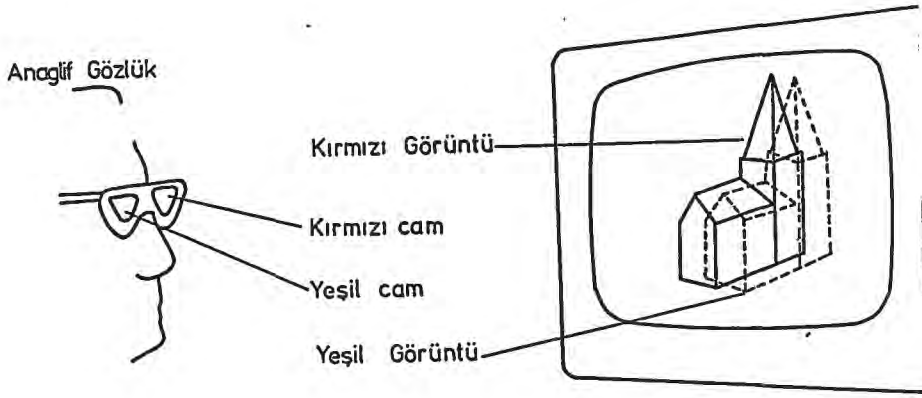 Anaglif Gözlük
Kırmızı Görüntü
Kırmızı cam
Yeşil cam
Yeşil Görüntü